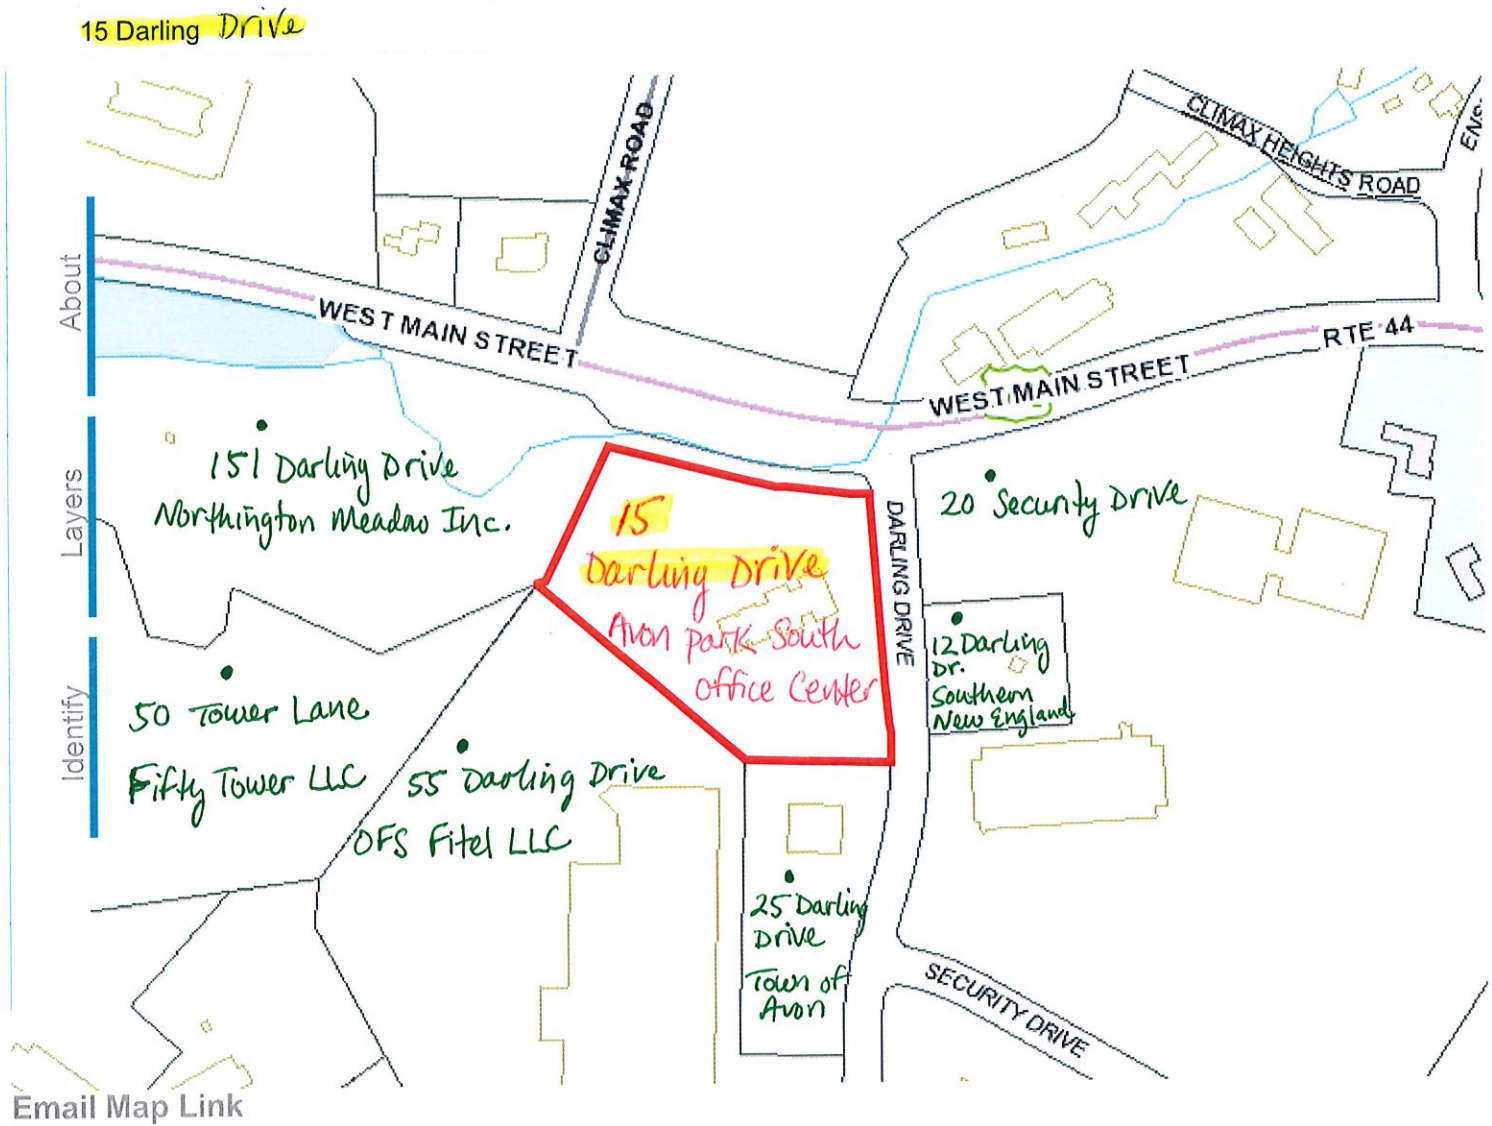 15 Darling Drive
CLIMAX ROAD
CLIMAX HEIGHTS ROAD
About
WEST MAIN STREET
WEST MAIN STREET
RTE 44
Layers
151 Darling Drive
Northington Meadow Inc.
15
Darling Drive
Avon Park South
Office Center
DARLING DRIVE
20 Security Drive
12 Darling
Dr.
Southern
New England
Identify
50 Tower Lane
Fifty Tower LLC
55 Darling Drive
OFS Fitel LLC
25 Darling
Drive
Town of
Avon
SECURITY DRIVE
Email Map Link